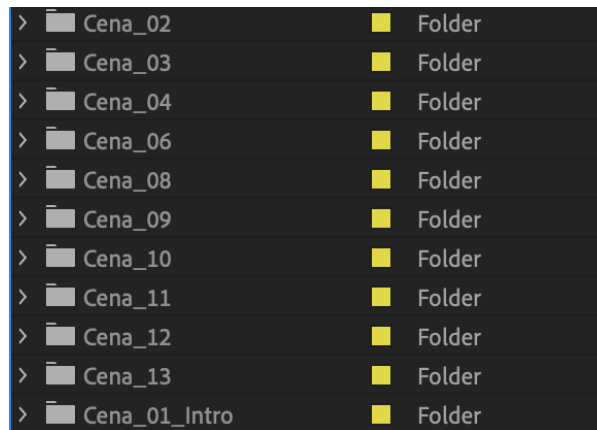 Cena_02 Folder
Cena_03 Folder
Cena_04 Folder
Cena_06 Folder
Cena_08 Folder
Cena_09 Folder
Cena_10 Folder
Cena_11 Folder
Cena_12 Folder
Cena_13 Folder
Cena_01_Intro Folder